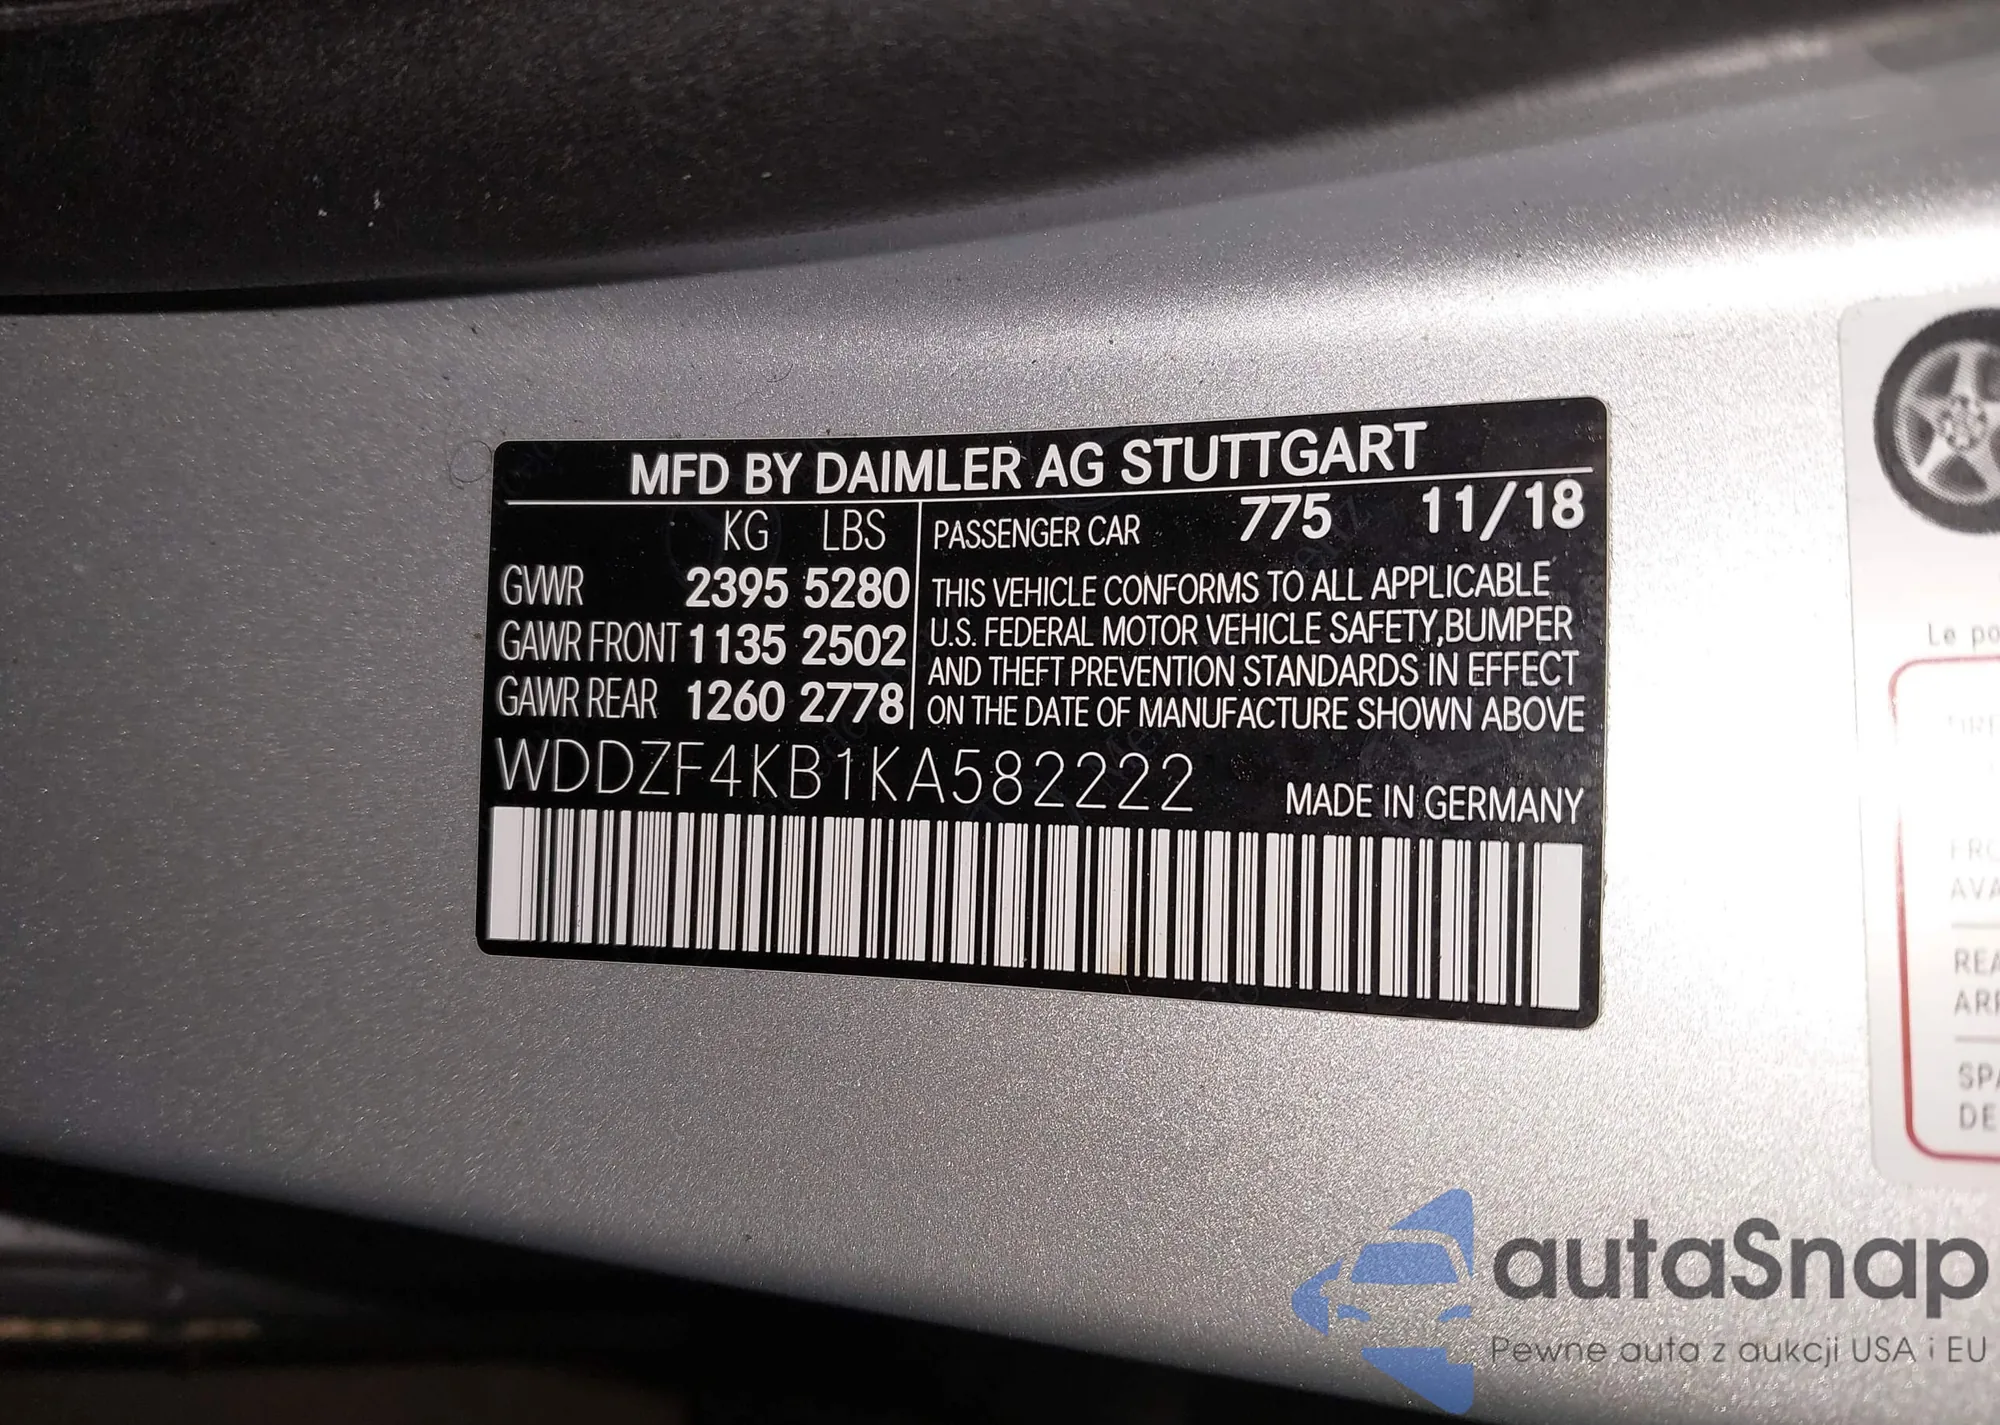 MFD BY DAIMLER AG STUTTGART
KG LBS
GVWR 2395 5280
GAWR FRONT 1135 2502
GAWR REAR 1260 2778
PASSENGER CAR 775 11/18
THIS VEHICLE CONFORMS TO ALL APPLICABLE
U.S. FEDERAL MOTOR VEHICLE SAFETY,BUMPER
AND THEFT PREVENTION STANDARDS IN EFFECT
ON THE DATE OF MANUFACTURE SHOWN ABOVE
WDDZF4KB1KA582222
MADE IN GERMANY
Le
autaSnap
Pewne auta z aukcji USA i EU